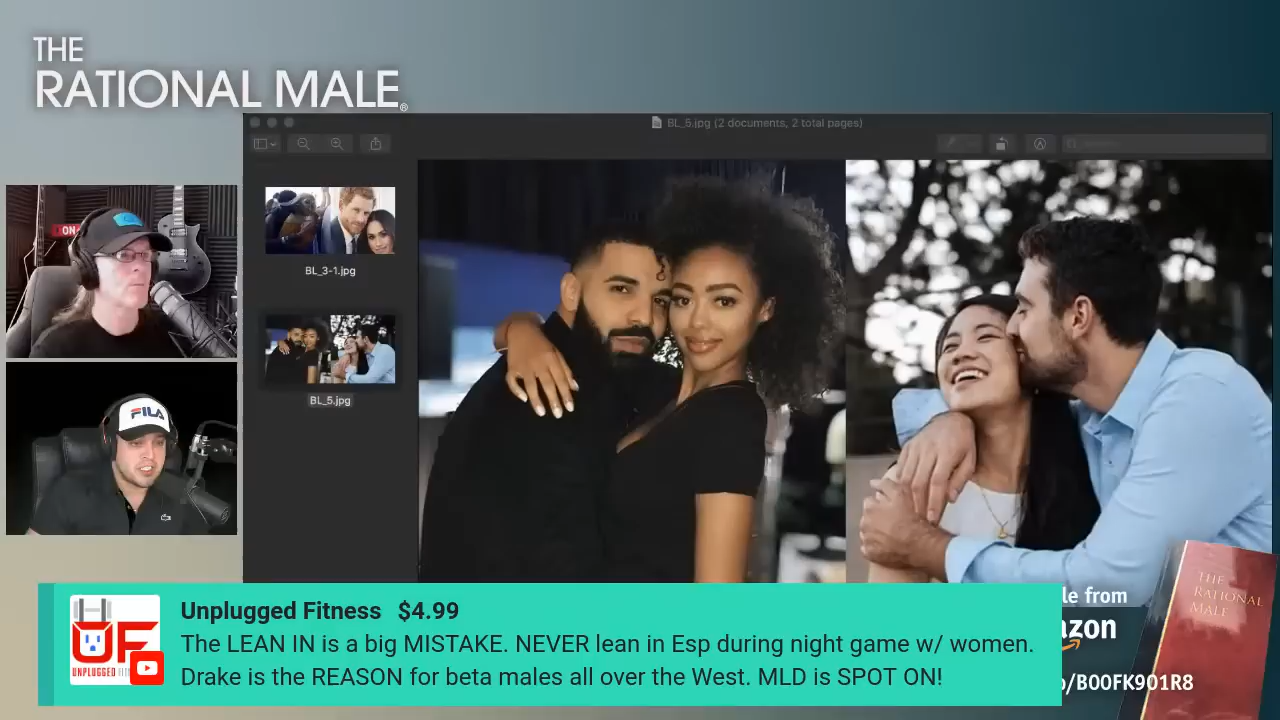 THE
RATIONAL MALE®
BL_5.jpg (2 documents, 2 total pages)
BL_3-1.jpg
BL_5.jpg
ON
FILA
Unplugged Fitness $4.99
The LEAN IN is a big MISTAKE. NEVER lean in Esp during night game w/ women.
Drake is the REASON for beta males all over the West. MLD is SPOT ON!
UF
UNPLUGGED
le from
azon
/B00FK901R8
THE
RATIONAL
MALE